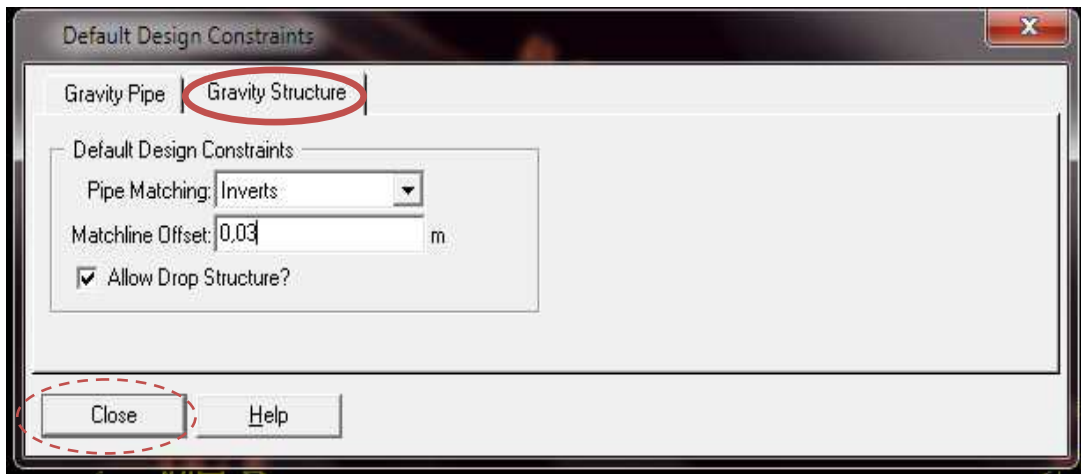 Default Design Constraints
Gravity Pipe Gravity Structure
Default Design Constraints
Pipe Matching: Inverts
Matchline Offset: 0,03 m
Allow Drop Structure?
Close Help